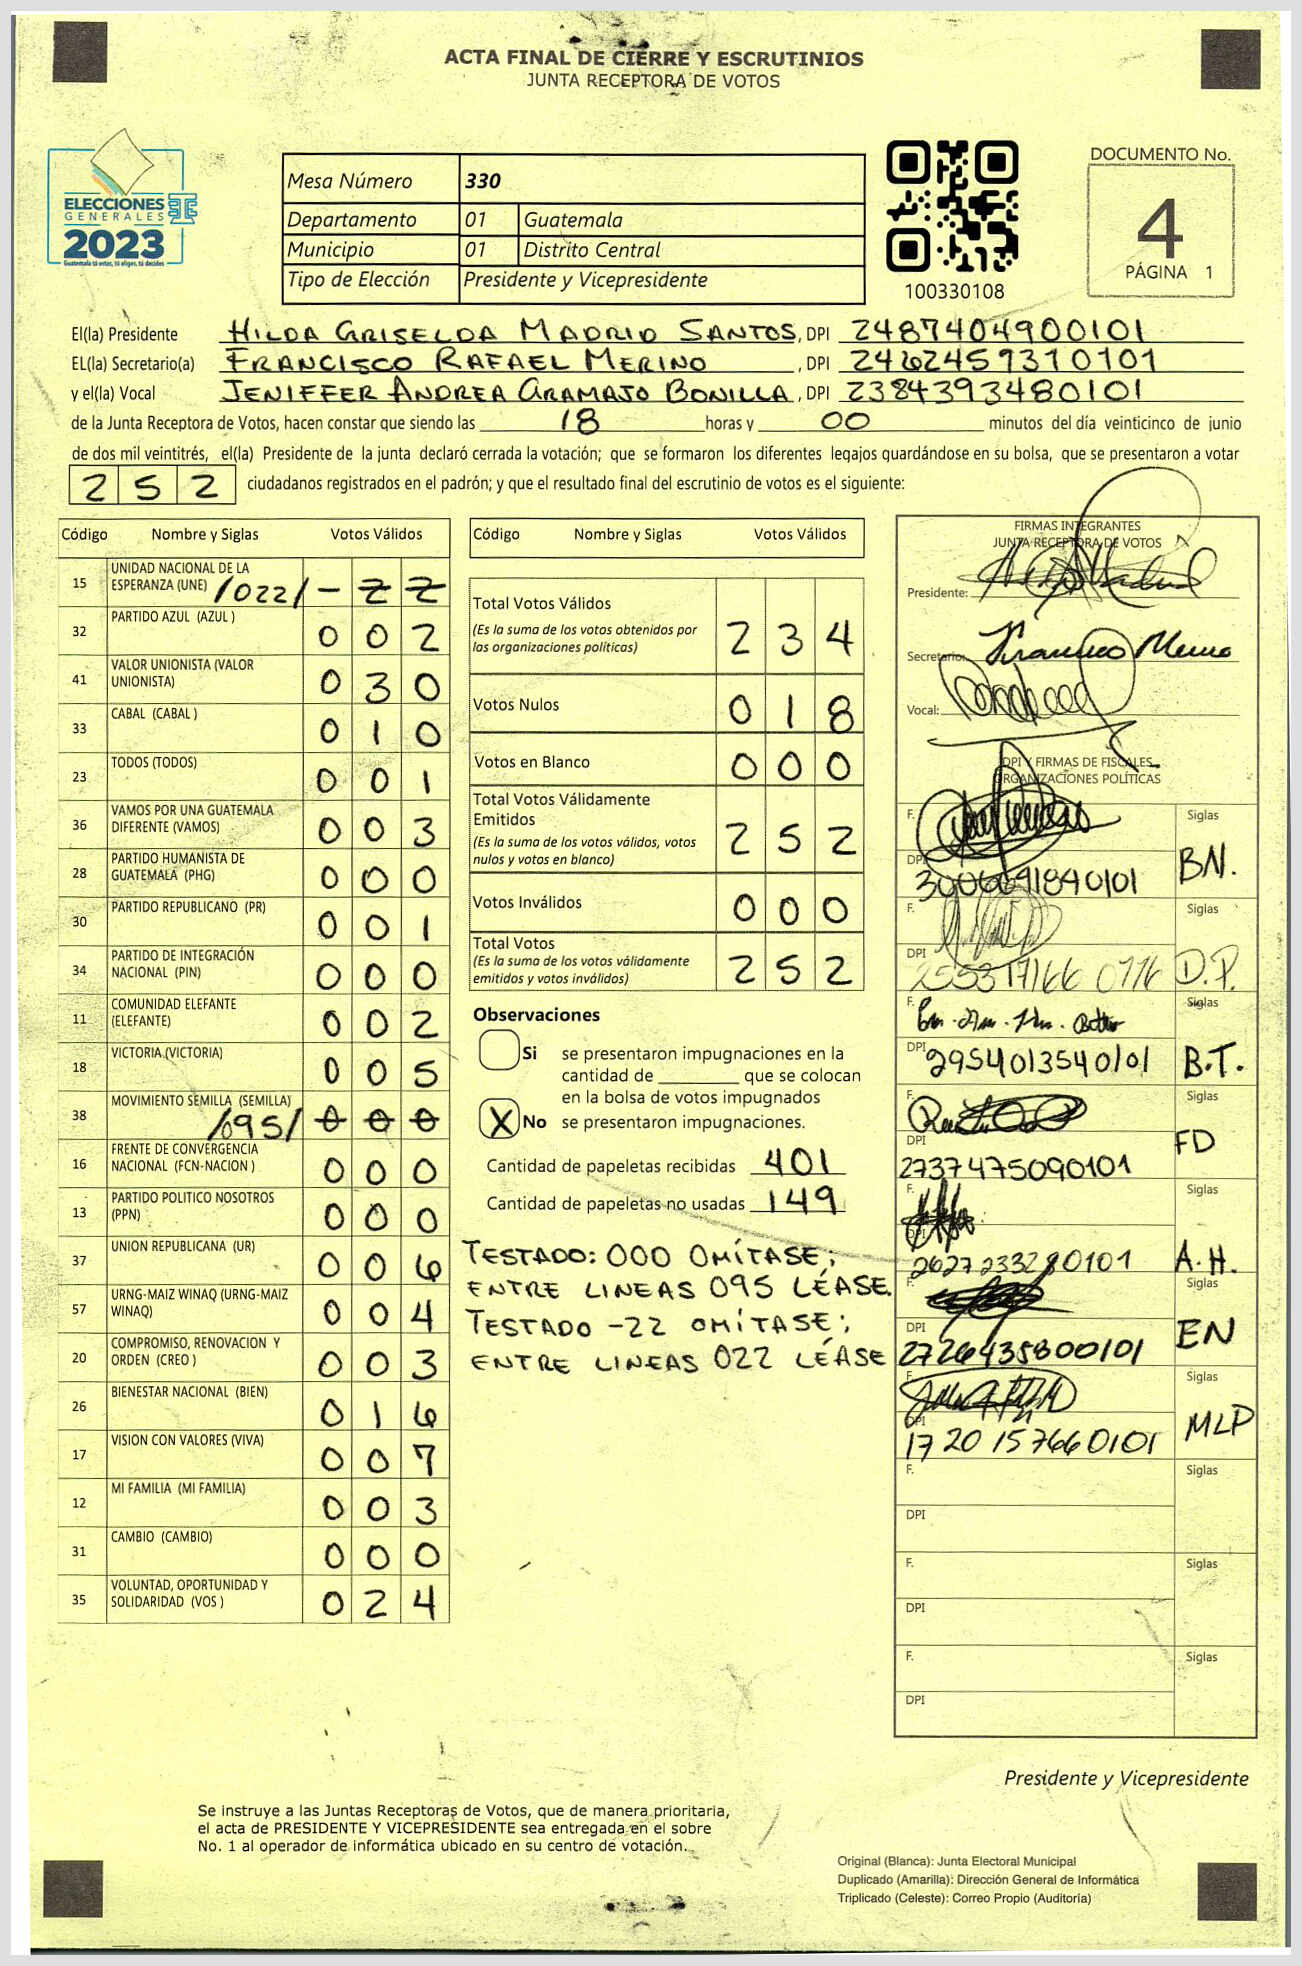 ACTA FINAL DE CIERRE Y ESCRUTINIOS
JUNTA RECEPTORA DE VOTOS
ELECCIONES
GENERALES
2023
Guatemala tú votas, tú eliges, tú decides
Mesa Número 330
Departamento 01 Guatemala
Municipio 01 Distrito Central
Tipo de Elección Presidente y Vicepresidente
100330108
DOCUMENTO No.
4
PÁGINA 1
El(la) Presidente HILDA GRISELDA MADRID SANTOS, DPI 2487404900101
EL(la) Secretario(a) FRANCISCO RAFAEL MERINO, DPI 2462459310101
y el(la) Vocal JENIFFER ANDREA GRAMAJO BONILLA, DPI 2384393480101
de la Junta Receptora de Votos, hacen constar que siendo las 18 horas y 00 minutos del día veinticinco de junio
de dos mil veintitrés, el(la) Presidente de la junta declaró cerrada la votación; que se formaron los diferentes legajos guardándose en su bolsa, que se presentaron a votar
252 ciudadanos registrados en el padrón; y que el resultado final del escrutinio de votos es el siguiente:
Código Nombre y Siglas Votos Válidos
15 UNIDAD NACIONAL DE LA
ESPERANZA (UNE) /022/ - 2 2
32 PARTIDO AZUL (AZUL ) 0 0 2
41 VALOR UNIONISTA (VALOR
UNIONISTA) 0 3 0
33 CABAL (CABAL ) 0 1 0
23 TODOS (TODOS) 0 0 1
36 VAMOS POR UNA GUATEMALA
DIFERENTE (VAMOS) 0 0 3
28 PARTIDO HUMANISTA DE
GUATEMALA (PHG) 0 0 0
30 PARTIDO REPUBLICANO (PR) 0 0 1
34 PARTIDO DE INTEGRACIÓN
NACIONAL (PIN) 0 0 0
11 COMUNIDAD ELEFANTE
(ELEFANTE) 0 0 2
18 VICTORIA (VICTORIA) 0 0 5
38 MOVIMIENTO SEMILLA (SEMILLA)
/095/ 0 0 0
16 FRENTE DE CONVERGENCIA
NACIONAL (FCN-NACION ) 0 0 0
13 PARTIDO POLITICO NOSOTROS
(PPN) 0 0 0
37 UNION REPUBLICANA (UR) 0 0 6
57 URNG-MAIZ WINAQ (URNG-MAIZ
WINAQ) 0 0 4
20 COMPROMISO, RENOVACION Y
ORDEN (CREO ) 0 0 3
26 BIENESTAR NACIONAL (BIEN) 0 1 6
17 VISION CON VALORES (VIVA) 0 0 7
12 MI FAMILIA (MI FAMILIA) 0 0 3
31 CAMBIO (CAMBIO) 0 0 0
35 VOLUNTAD, OPORTUNIDAD Y
SOLIDARIDAD (VOS ) 0 2 4
Código Nombre y Siglas Votos Válidos
Total Votos Válidos
(Es la suma de los votos obtenidos por
las organizaciones políticas) 2 3 4
Votos Nulos 0 1 8
Votos en Blanco 0 0 0
Total Votos Válidamente
Emitidos
(Es la suma de los votos válidos, votos
nulos y votos en blanco) 2 5 2
Votos Inválidos 0 0 0
Total Votos
(Es la suma de los votos válidamente
emitidos y votos inválidos) 2 5 2
Observaciones
Si se presentaron impugnaciones en la
cantidad de ________ que se colocan
en la bolsa de votos impugnados
X No se presentaron impugnaciones.
Cantidad de papeletas recibidas 401
Cantidad de papeletas no usadas 149
TESTADO: 000 OMÍTASE;
ENTRE LINEAS 095 LÉASE.
TESTADO -22 OMÍTASE;
ENTRE LINEAS 022 LÉASE
FIRMAS INTEGRANTES
JUNTA RECEPTORA DE VOTOS
Presidente:
Secretario: Francisco Merino
Vocal:
DPI Y FIRMAS DE FISCALES
ORGANIZACIONES POLÍTICAS
F. Siglas
DPI BN.
F. Siglas
DPI D.P.
F. Siglas
DPI 2954013540101 B.T.
F. Siglas
DPI 2737475090101 FD
F. Siglas
DPI 2627233280101 A.H.
F. Siglas
DPI 2726435800101 EN
F. Siglas
DPI 1720157660101 MLP
F. Siglas
DPI
F. Siglas
DPI
F. Siglas
DPI
Presidente y Vicepresidente
Se instruye a las Juntas Receptoras de Votos, que de manera prioritaria,
el acta de PRESIDENTE Y VICEPRESIDENTE sea entregada en el sobre
No. 1 al operador de informática ubicado en su centro de votación.
Original (Blanca): Junta Electoral Municipal
Duplicado (Amarilla): Dirección General de Informática
Triplicado (Celeste): Correo Propio (Auditoría)